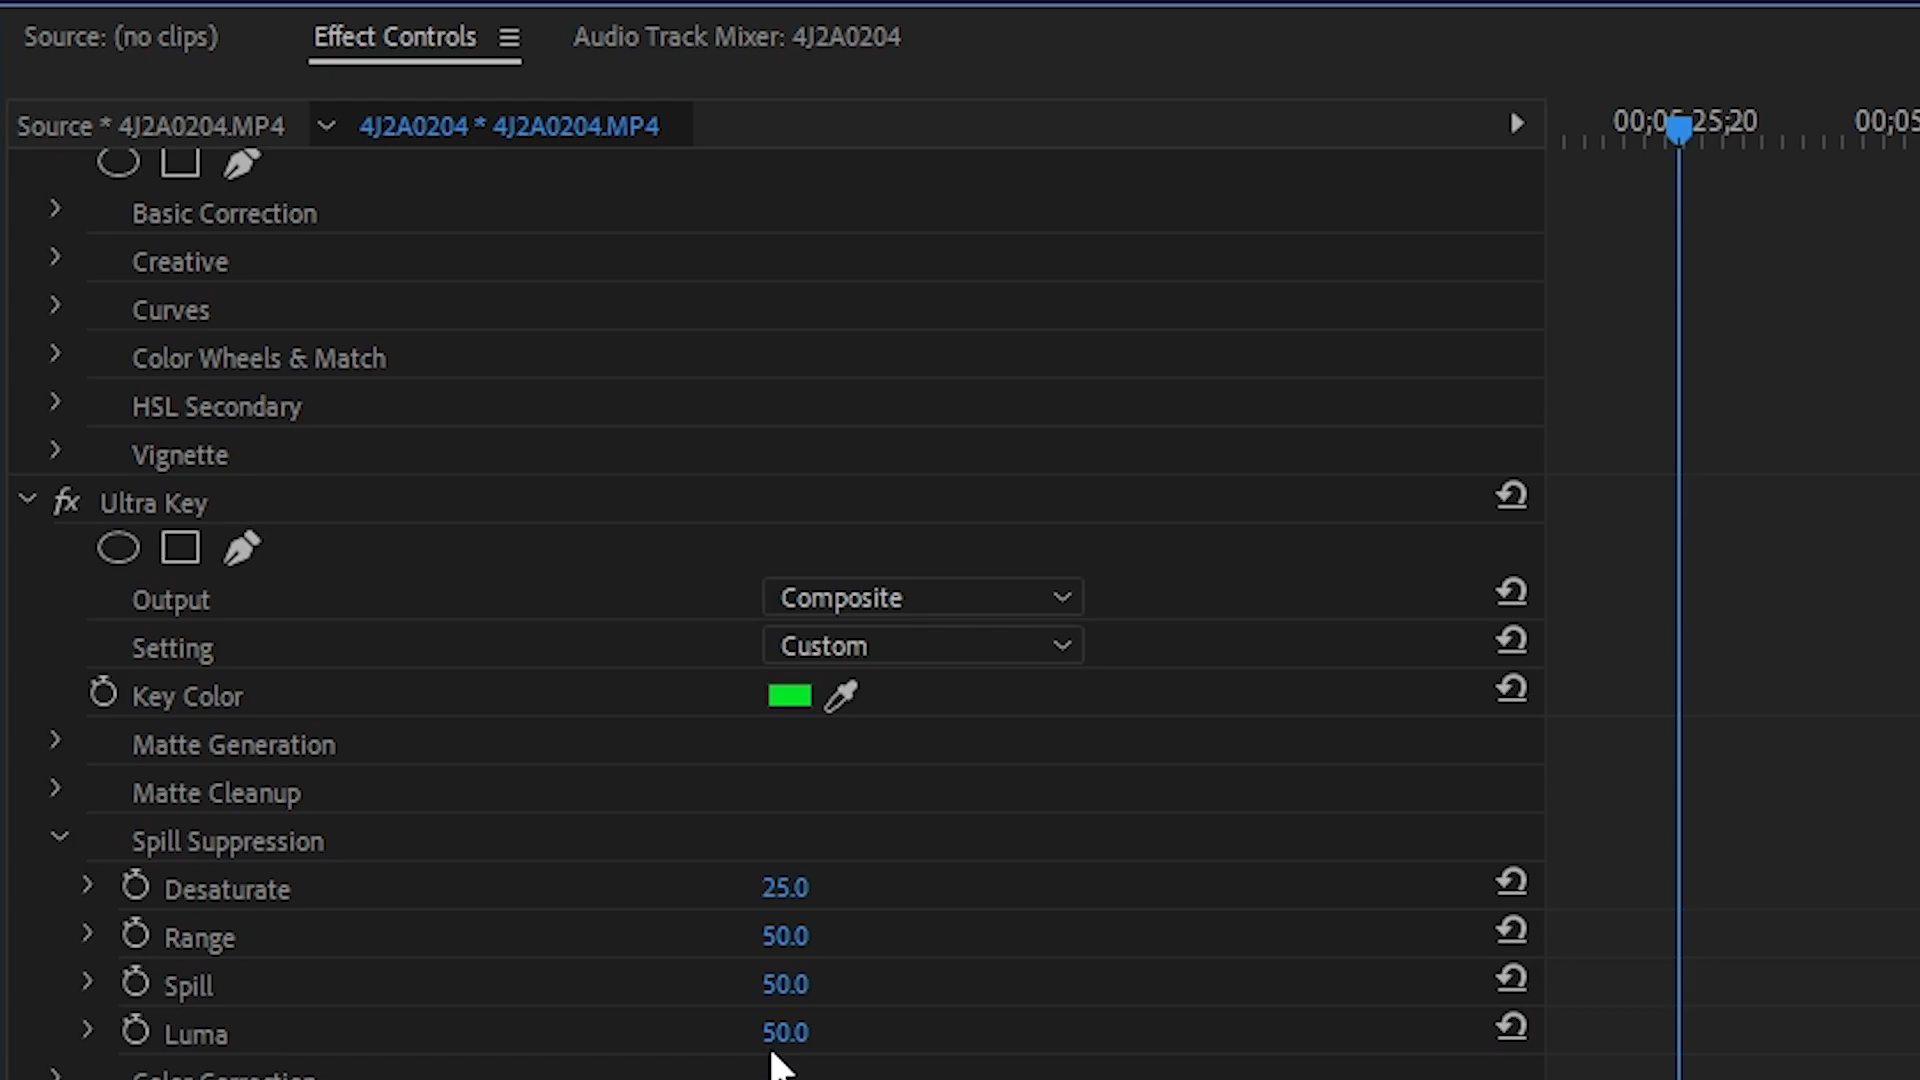 Source: (no clips) Effect Controls Audio Track Mixer: 4J2A0204
Source * 4J2A0204.MP4 4J2A0204 * 4J2A0204.MP4
Basic Correction
Creative
Curves
Color Wheels & Match
HSL Secondary
Vignette
fx Ultra Key
Output Composite
Setting Custom
Key Color
Matte Generation
Matte Cleanup
Spill Suppression
Desaturate 25.0
Range 50.0
Spill 50.0
Luma 50.0
Color Correction